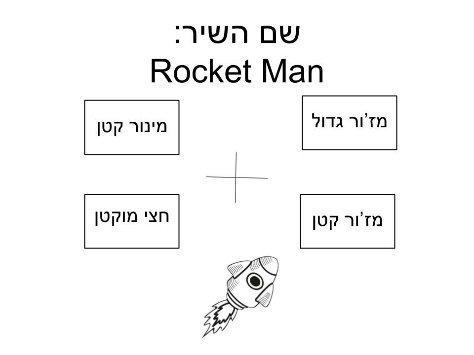 שם השיר:
Rocket Man
מז'ור גדול
מינור קטן
מז'ור קטן
חצי מוקטן